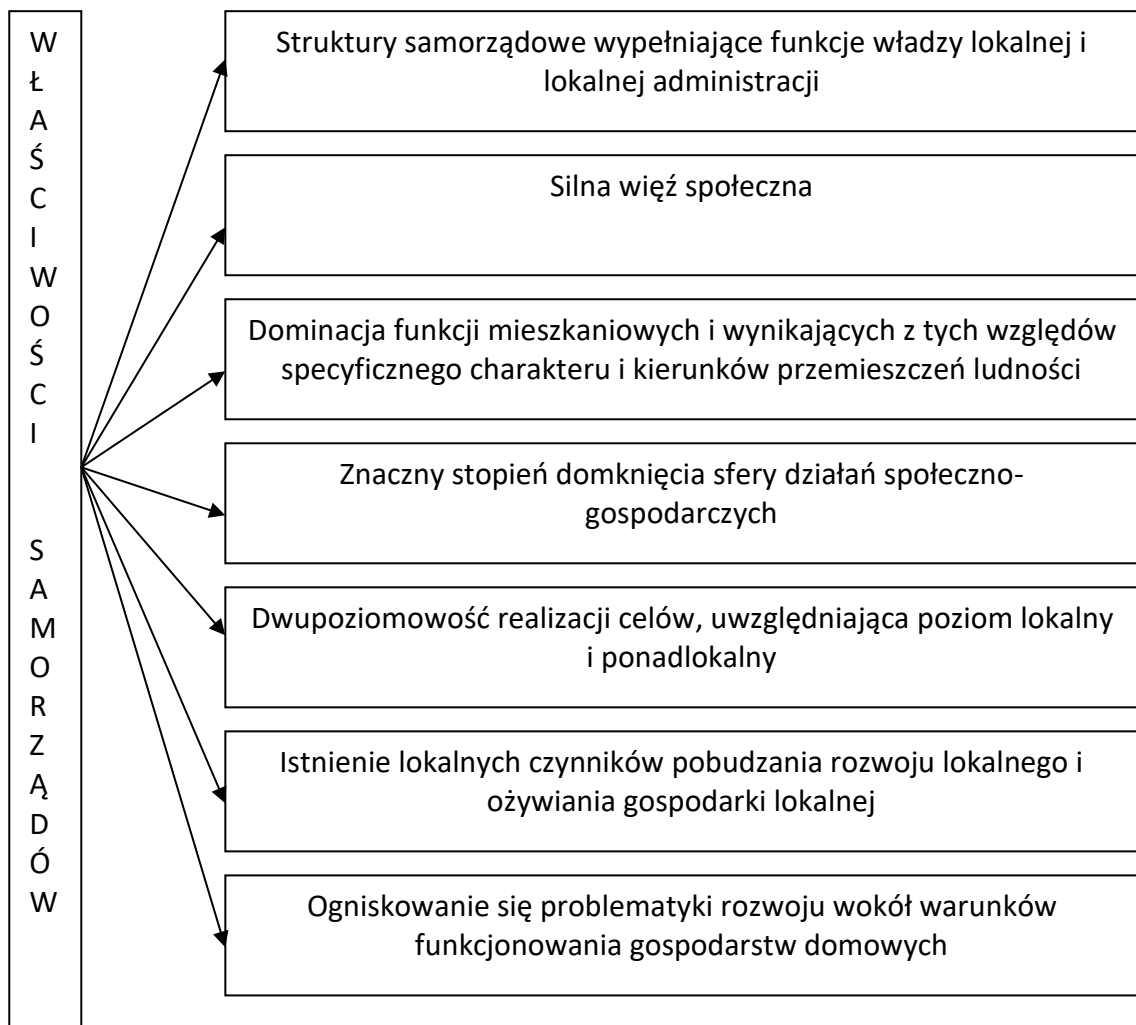 WŁAŚCIWOŚCI SAMORZĄDÓW
Struktury samorządowe wypełniające funkcje władzy lokalnej i
lokalnej administracji
Silna więź społeczna
Dominacja funkcji mieszkaniowych i wynikających z tych względów
specyficznego charakteru i kierunków przemieszczeń ludności
Znaczny stopień domknięcia sfery działań społeczno-
gospodarczych
Dwupoziomowość realizacji celów, uwzględniająca poziom lokalny
i ponadlokalny
Istnienie lokalnych czynników pobudzania rozwoju lokalnego i
ożywiania gospodarki lokalnej
Ogniskowanie się problematyki rozwoju wokół warunków
funkcjonowania gospodarstw domowych